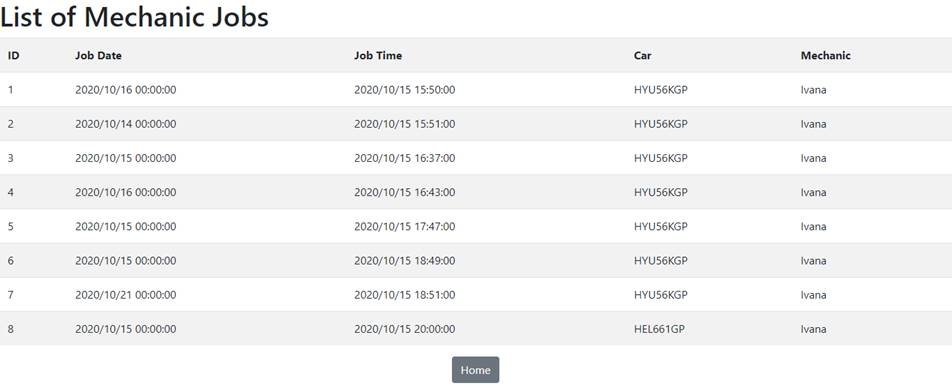 List of Mechanic Jobs
ID Job Date Job Time Car Mechanic
1 2020/10/16 00:00:00 2020/10/15 15:50:00 HYU56KGP Ivana
2 2020/10/14 00:00:00 2020/10/15 15:51:00 HYU56KGP Ivana
3 2020/10/15 00:00:00 2020/10/15 16:37:00 HYU56KGP Ivana
4 2020/10/16 00:00:00 2020/10/15 16:43:00 HYU56KGP Ivana
5 2020/10/15 00:00:00 2020/10/15 17:47:00 HYU56KGP Ivana
6 2020/10/15 00:00:00 2020/10/15 18:49:00 HYU56KGP Ivana
7 2020/10/21 00:00:00 2020/10/15 18:51:00 HYU56KGP Ivana
8 2020/10/15 00:00:00 2020/10/15 20:00:00 HEL661GP Ivana
Home